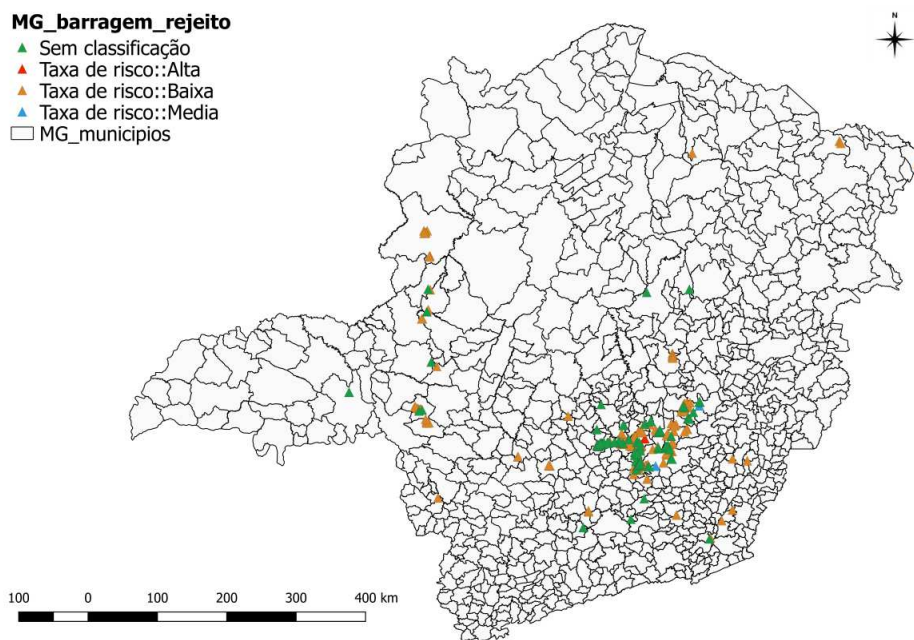 MG_barragem_rejeito
N
Sem classificação
Taxa de risco::Alta
Taxa de risco::Baixa
Taxa de risco::Media
MG_municipios
100 0 100 200 300 400 km